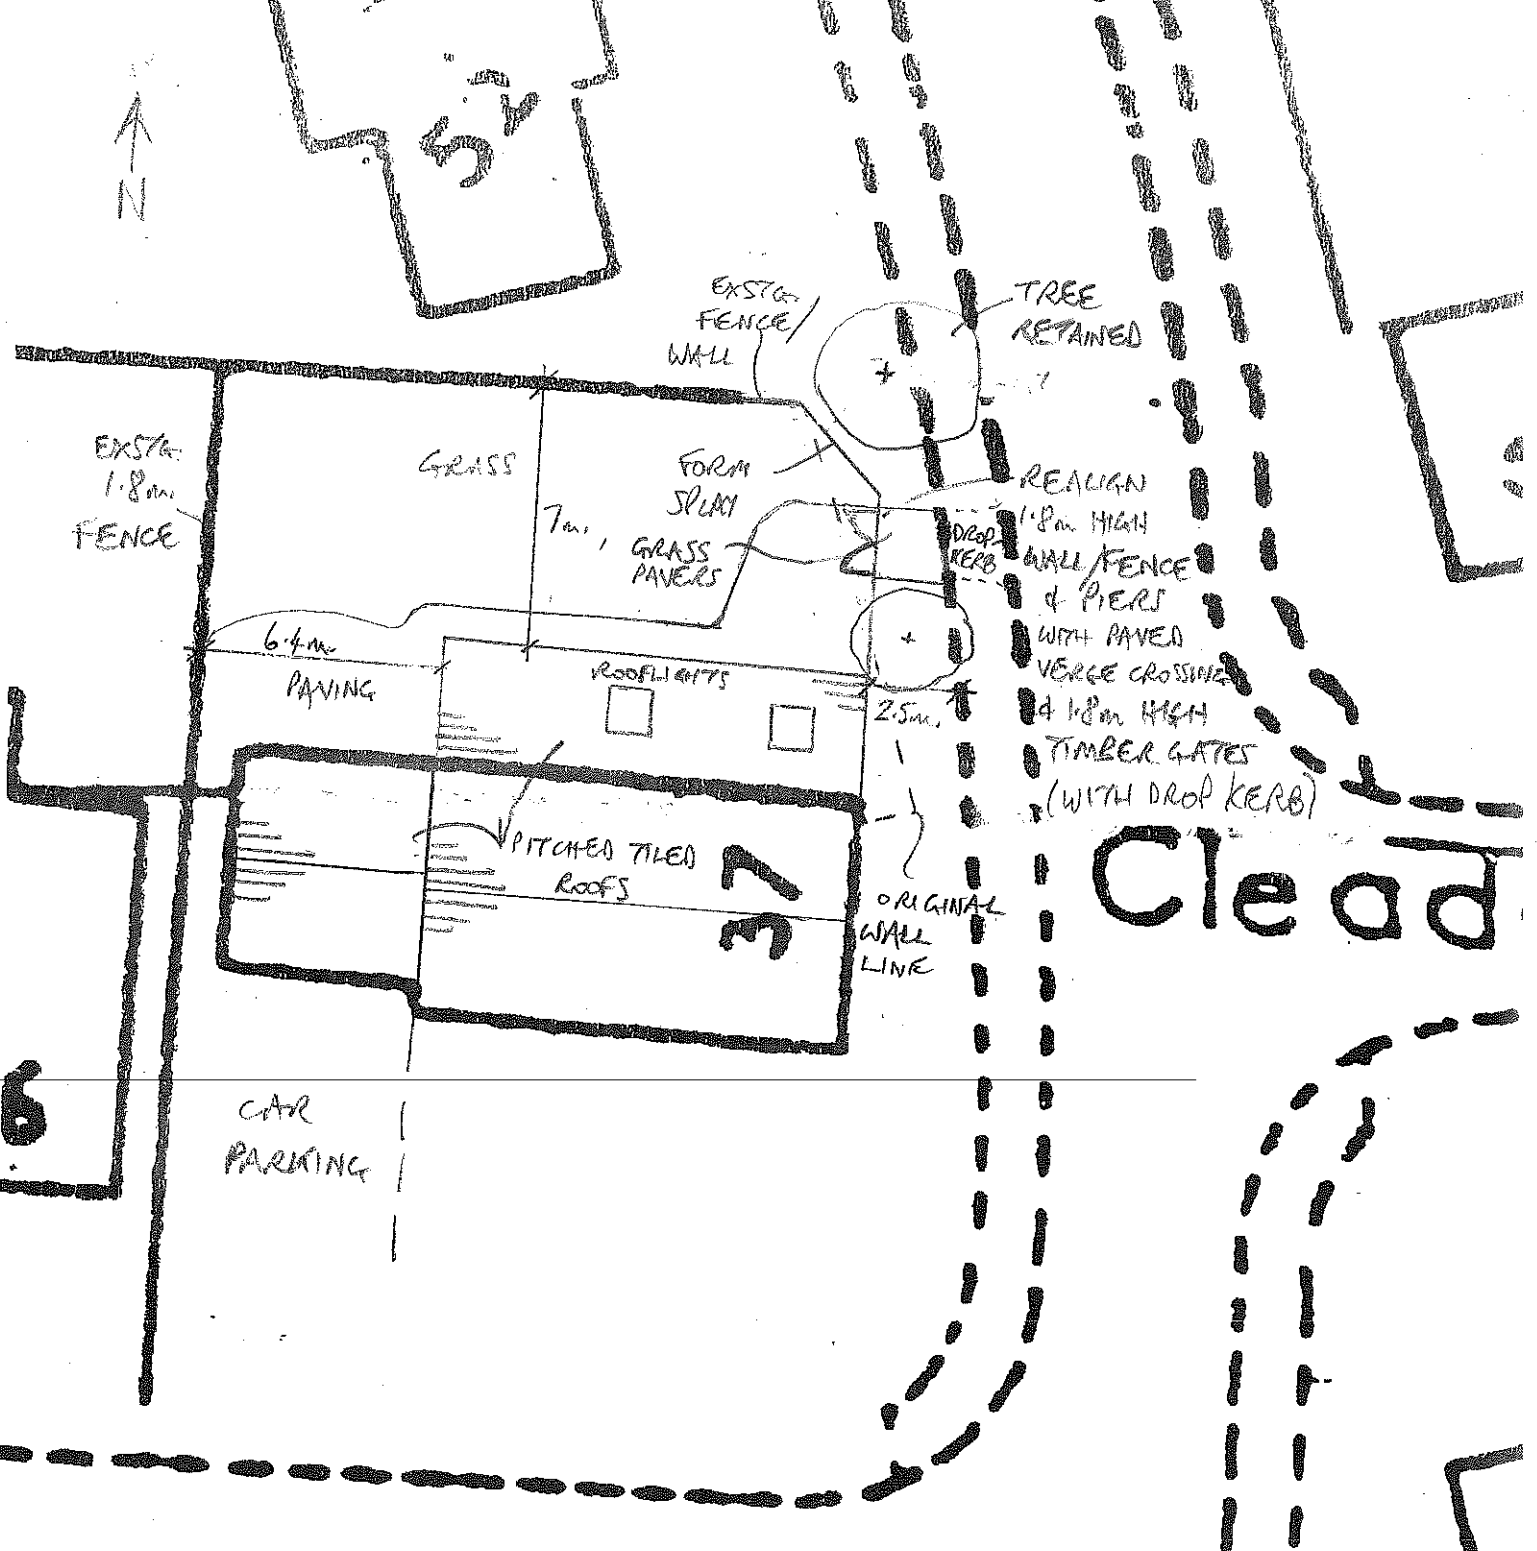 52
N
EXSTG.
FENCE/
WALL
TREE
RETAINED
EXSTG.
1.8m.
FENCE
GRASS
7m.,
FORM
SPLAY
GRASS
PAVERS
DROP
KERB
REALIGN
1.8m HIGH
WALL/FENCE
& PIERS
WITH PAVED
VERGE CROSSING
& 1.8m HIGH
TIMBER GATES
(WITH DROP KERB)
6.4m.
PAVING
ROOFLIGHTS
2.5m.
PITCHED TILED
ROOFS
37
ORIGINAL
WALL
LINE
Clead
6
CAR
PARKING